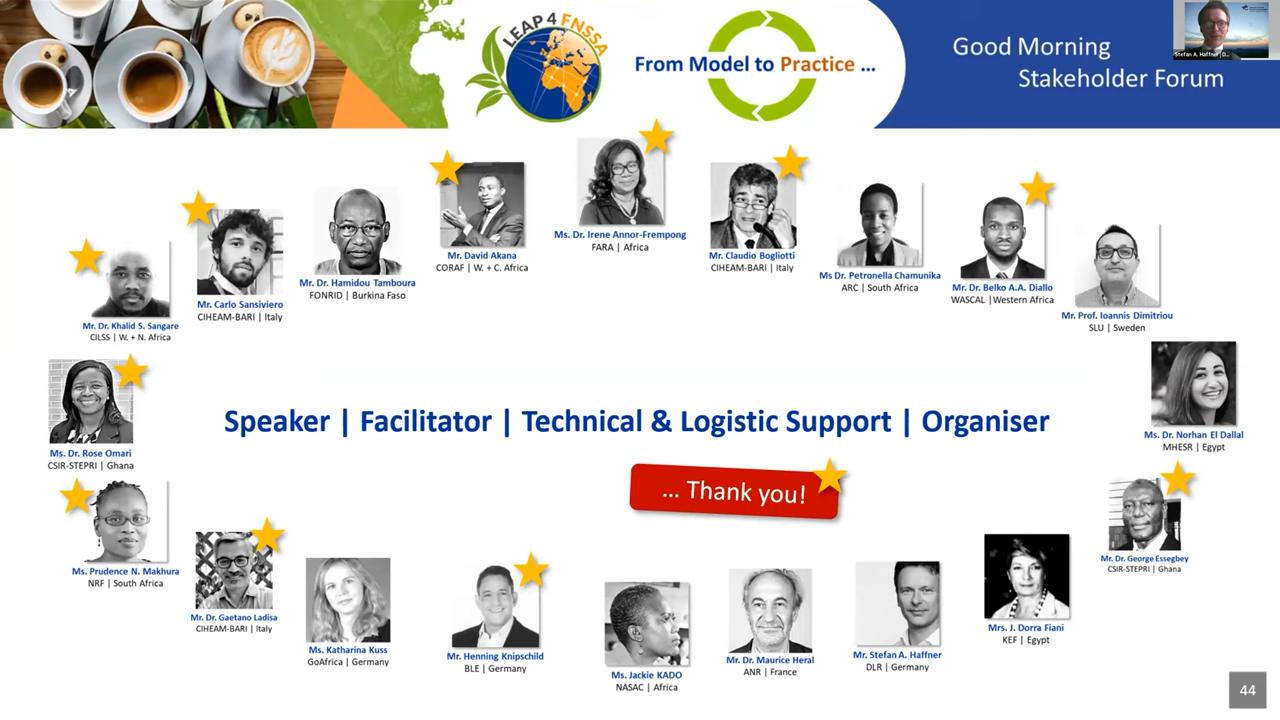 LEAP4FNSSA
From Model to Practice ...
Good Morning
Stakeholder Forum
Stefan A. Haffner | D...
Ms. Dr. Irene Annor-Frempong
FARA | Africa
Mr. David Akana
CORAF | W. + C. Africa
Mr. Claudio Bogliotti
CIHEAM-BARI | Italy
Mr. Dr. Hamidou Tamboura
FONRID | Burkina Faso
Ms Dr. Petronella Chamunika
ARC | South Africa
Mr. Carlo Sansiviero
CIHEAM-BARI | Italy
Mr. Dr. Belko A.A. Diallo
WASCAL |Western Africa
Mr. Dr. Khalid S. Sangare
CILSS | W. + N. Africa
Mr. Prof. Ioannis Dimitriou
SLU | Sweden
Ms. Dr. Rose Omari
CSIR-STEPRI | Ghana
Speaker | Facilitator | Technical & Logistic Support | Organiser
Ms. Dr. Norhan El Dallal
MHESR | Egypt
... Thank you!
Ms. Prudence N. Makhura
NRF | South Africa
Mr. Dr. George Essegbey
CSIR-STEPRI | Ghana
Mr. Dr. Gaetano Ladisa
CIHEAM-BARI | Italy
Ms. Katharina Kuss
GoAfrica | Germany
Mr. Henning Knipschild
BLE | Germany
Ms. Jackie KADO
NASAC | Africa
Mr. Dr. Maurice Heral
ANR | France
Mr. Stefan A. Haffner
DLR | Germany
Mrs. J. Dorra Fiani
KEF | Egypt
44